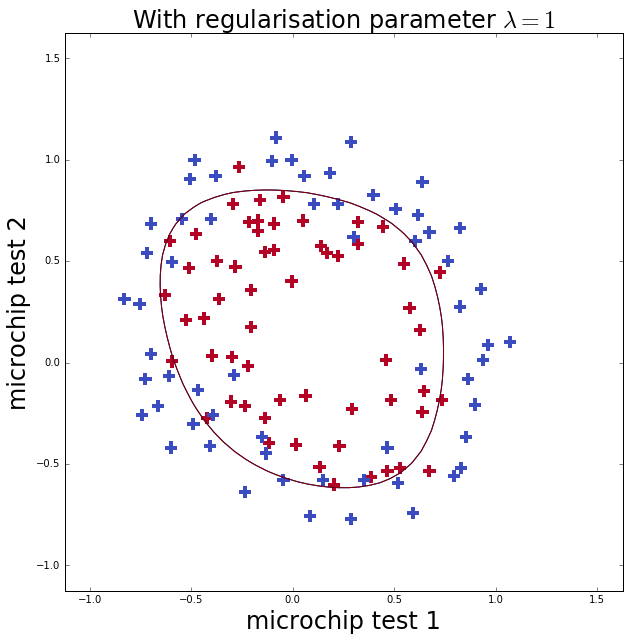 With regularisation parameter λ = 1
1.5
1.0
0.5
0.0
−0.5
−1.0
microchip test 2
−1.0 −0.5 0.0 0.5 1.0 1.5
microchip test 1